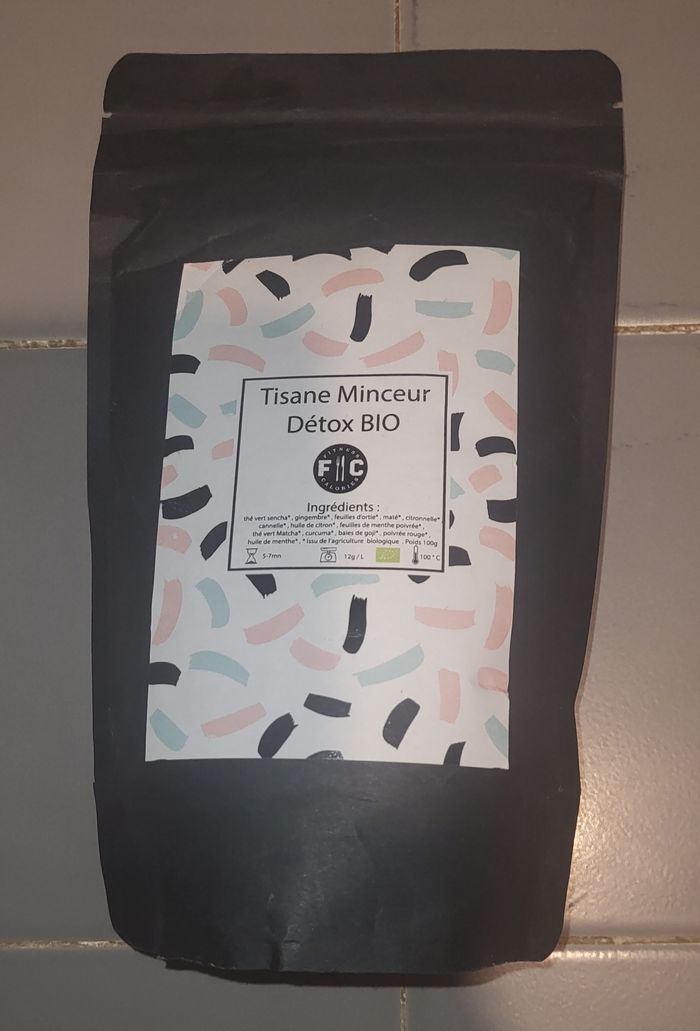 Tisane Minceur
Détox BIO
FITNESS
F C
CALORIES
Ingrédients :
thé vert sencha* , gingembre* , feuilles d'ortie* , maté* , citronnelle*
cannelle* , huile de citron* , feuilles de menthe poivrée* ,
thé vert Matcha* , curcuma* , baies de goji* , poivrée rouge* ,
huile de menthe* , * issu de l'agriculture biologique . Poids 100g
5-7mn 12g / L 100 ° C